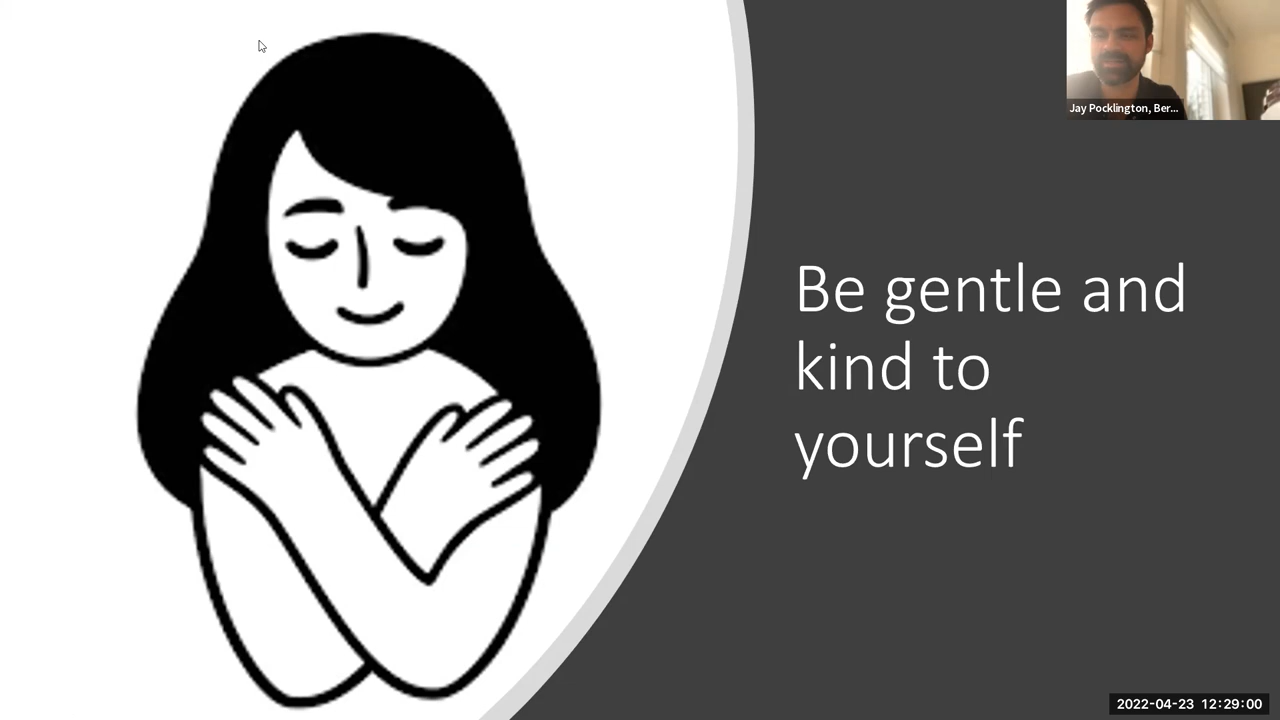 Jay Pocklington, Ber...
Be gentle and
kind to
yourself
2022-04-23 12:29:00